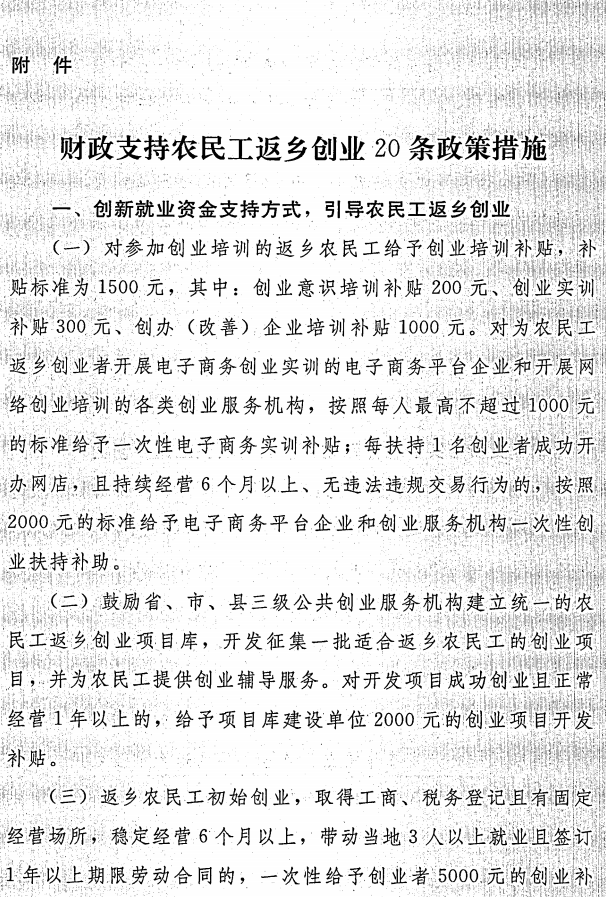 附 件
财政支持农民工返乡创业 20 条政策措施
一、创新就业资金支持方式，引导农民工返乡创业
（一）对参加创业培训的返乡农民工给予创业培训补贴，补
贴标准为 1500 元，其中：创业意识培训补贴 200 元、创业实训
补贴 300 元、创办（改善）企业培训补贴 1000 元。对为农民工
返乡创业者开展电子商务创业实训的电子商务平台企业和开展网
络创业培训的各类创业服务机构，按照每人最高不超过 1000 元
的标准给予一次性电子商务实训补贴；每扶持 1 名创业者成功开
办网店，且持续经营 6 个月以上、无违法违规交易行为的，按照
2000 元的标准给予电子商务平台企业和创业服务机构一次性创
业扶持补助。
（二）鼓励省、市、县三级公共创业服务机构建立统一的农
民工返乡创业项目库，开发征集一批适合返乡农民工的创业项
目，并为农民工提供创业辅导服务。对开发项目成功创业且正常
经营 1 年以上的，给予项目库建设单位 2000 元的创业项目开发
补贴。
（三）返乡农民工初始创业，取得工商、税务登记且有固定
经营场所，稳定经营 6 个月以上，带动当地 3 人以上就业且签订
1 年以上期限劳动合同的，一次性给予创业者 5000 元的创业补